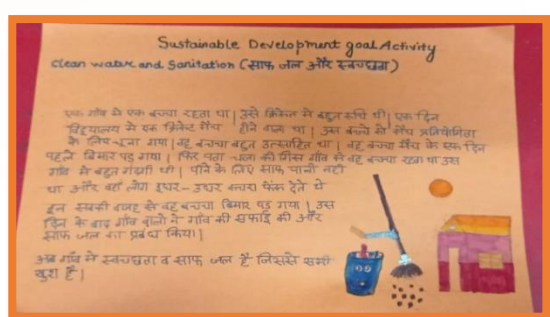 Sustainable Development goal Activity
Clean water and Sanitation (साफ जल और स्वच्छता)
एक गाँव मे एक बच्चा रहता था | उसे क्रिकेट मे बहुत रुचि थी | एक दिन
विद्यालय मे एक क्रिकेट मैच होने वाला था | उस बच्चे को मैच प्रतियोगिता
के लिए चुना गया | वह बच्चा बहुत उत्साहित था | वह बच्चा मैच के एक दिन
पहले बिमार पड़ गया | फिर पता चला की जिस गाँव मे वह बच्चा रहता था उस
गाँव मे बहुत गंदगी थी | पीने के लिए साफ पानी नही
था और वहाँ लोग इधर-उधर कचरा फेंक देते थे
इन सबकी वजह से वह बच्चा बिमार पड़ गया | उस
दिन के बाद गाँव वालो ने गाँव की सफाई की और
साफ जल का प्रबंध किया |
अब गाँव मे स्वच्छता व साफ जल है जिससे सभी
खुश है |